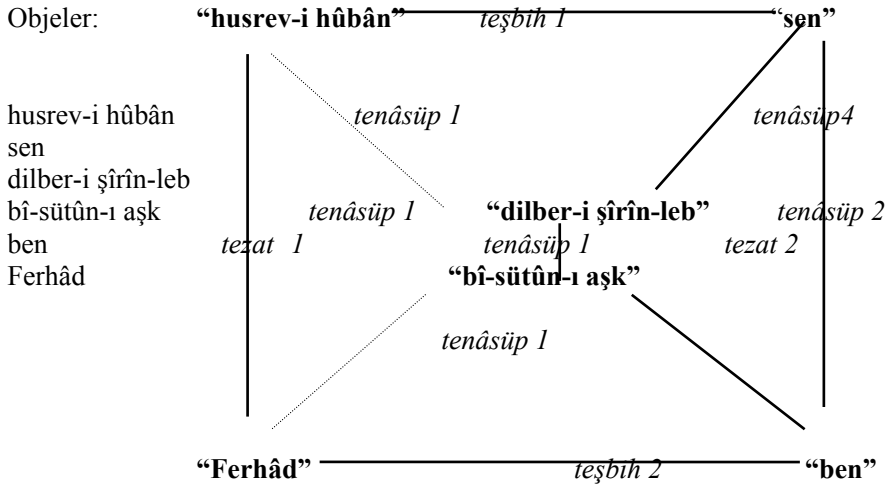 Objeler: “husrev-i hûbân” teşbih 1 “sen”
husrev-i hûbân tenâsüp 1 tenâsüp4
sen
dilber-i şîrîn-leb
bî-sütûn-ı aşk tenâsüp 1 “dilber-i şîrîn-leb” tenâsüp 2
ben tezat 1 tenâsüp 1 tezat 2
Ferhâd “bî-sütûn-ı aşk”
tenâsüp 1
“Ferhâd” teşbih 2 “ben”